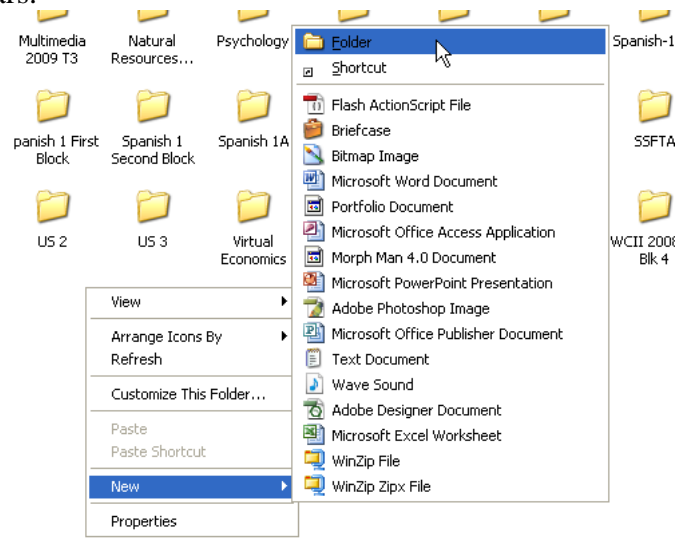 Multimedia
2009 T3
Natural
Resources...
Psychology
Folder
Spanish-1
Shortcut
Flash ActionScript File
panish 1 First
Block
Spanish 1
Second Block
Spanish 1A
Briefcase
SSFTA
Bitmap Image
Microsoft Word Document
Portfolio Document
US 2
US 3
Virtual
Economics
Microsoft Office Access Application
WCII 2008
Blk 4
Morph Man 4.0 Document
Microsoft PowerPoint Presentation
View
Adobe Photoshop Image
Arrange Icons By
Microsoft Office Publisher Document
Refresh
Text Document
Customize This Folder...
Wave Sound
Adobe Designer Document
Paste
Microsoft Excel Worksheet
Paste Shortcut
WinZip File
New
WinZip Zipx File
Properties